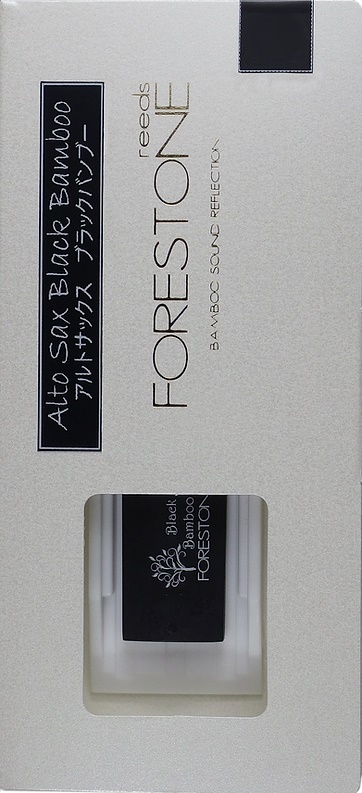 Alto Sax Black Bamboo
アルトサックス ブラックバンブー
reeds
FORESTONE
BAMBOO SOUND REFLECTION
Black
Bamboo
FORESTON